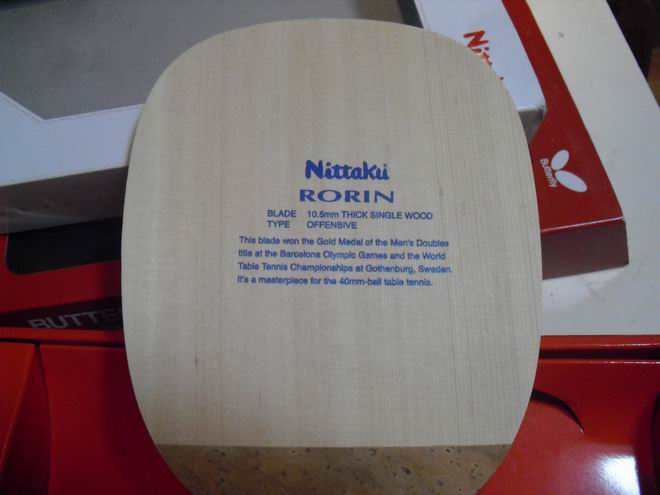 Nittaku
RORIN
BLADE 10.5mm THICK SINGLE WOOD
TYPE OFFENSIVE
This blade won the Gold Medal of the Men's Doubles
title at the Barcelona Olympic Games and the World
Table Tennis Championships at Gothenburg, Sweden.
It's a masterpiece for the 40mm-ball table tennis.
Nittaku
Butterfly
BUTTE